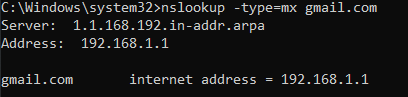 C:\Windows\system32>nslookup -type=mx gmail.com
Server:  1.1.168.192.in-addr.arpa
Address:  192.168.1.1

gmail.com       internet address = 192.168.1.1